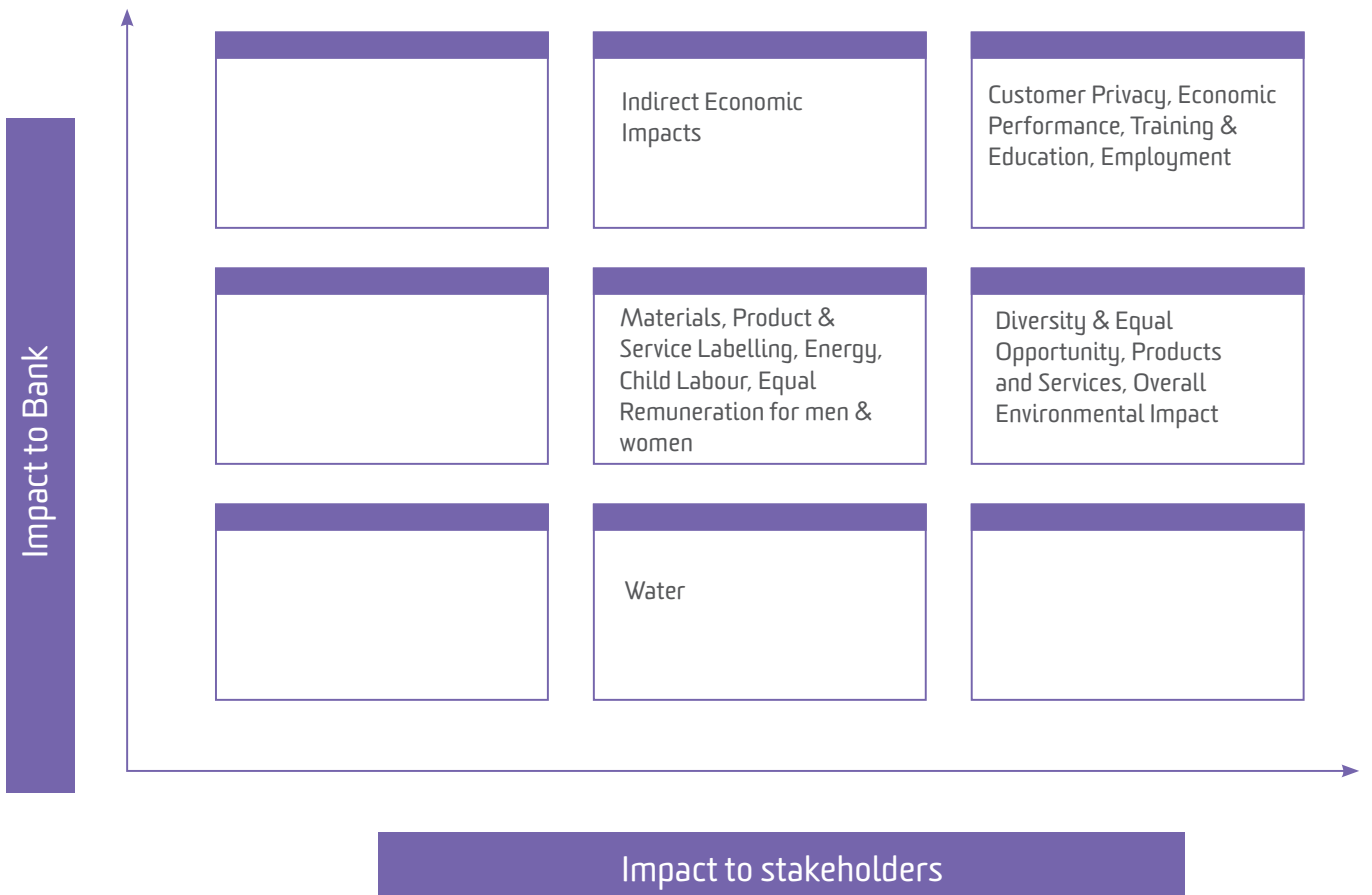 Indirect Economic
Impacts
Customer Privacy, Economic
Performance, Training &
Education, Employment
Impact to Bank
Materials, Product &
Service Labelling, Energy,
Child Labour, Equal
Remuneration for men &
women
Diversity & Equal
Opportunity, Products
and Services, Overall
Environmental Impact
Water
Impact to stakeholders